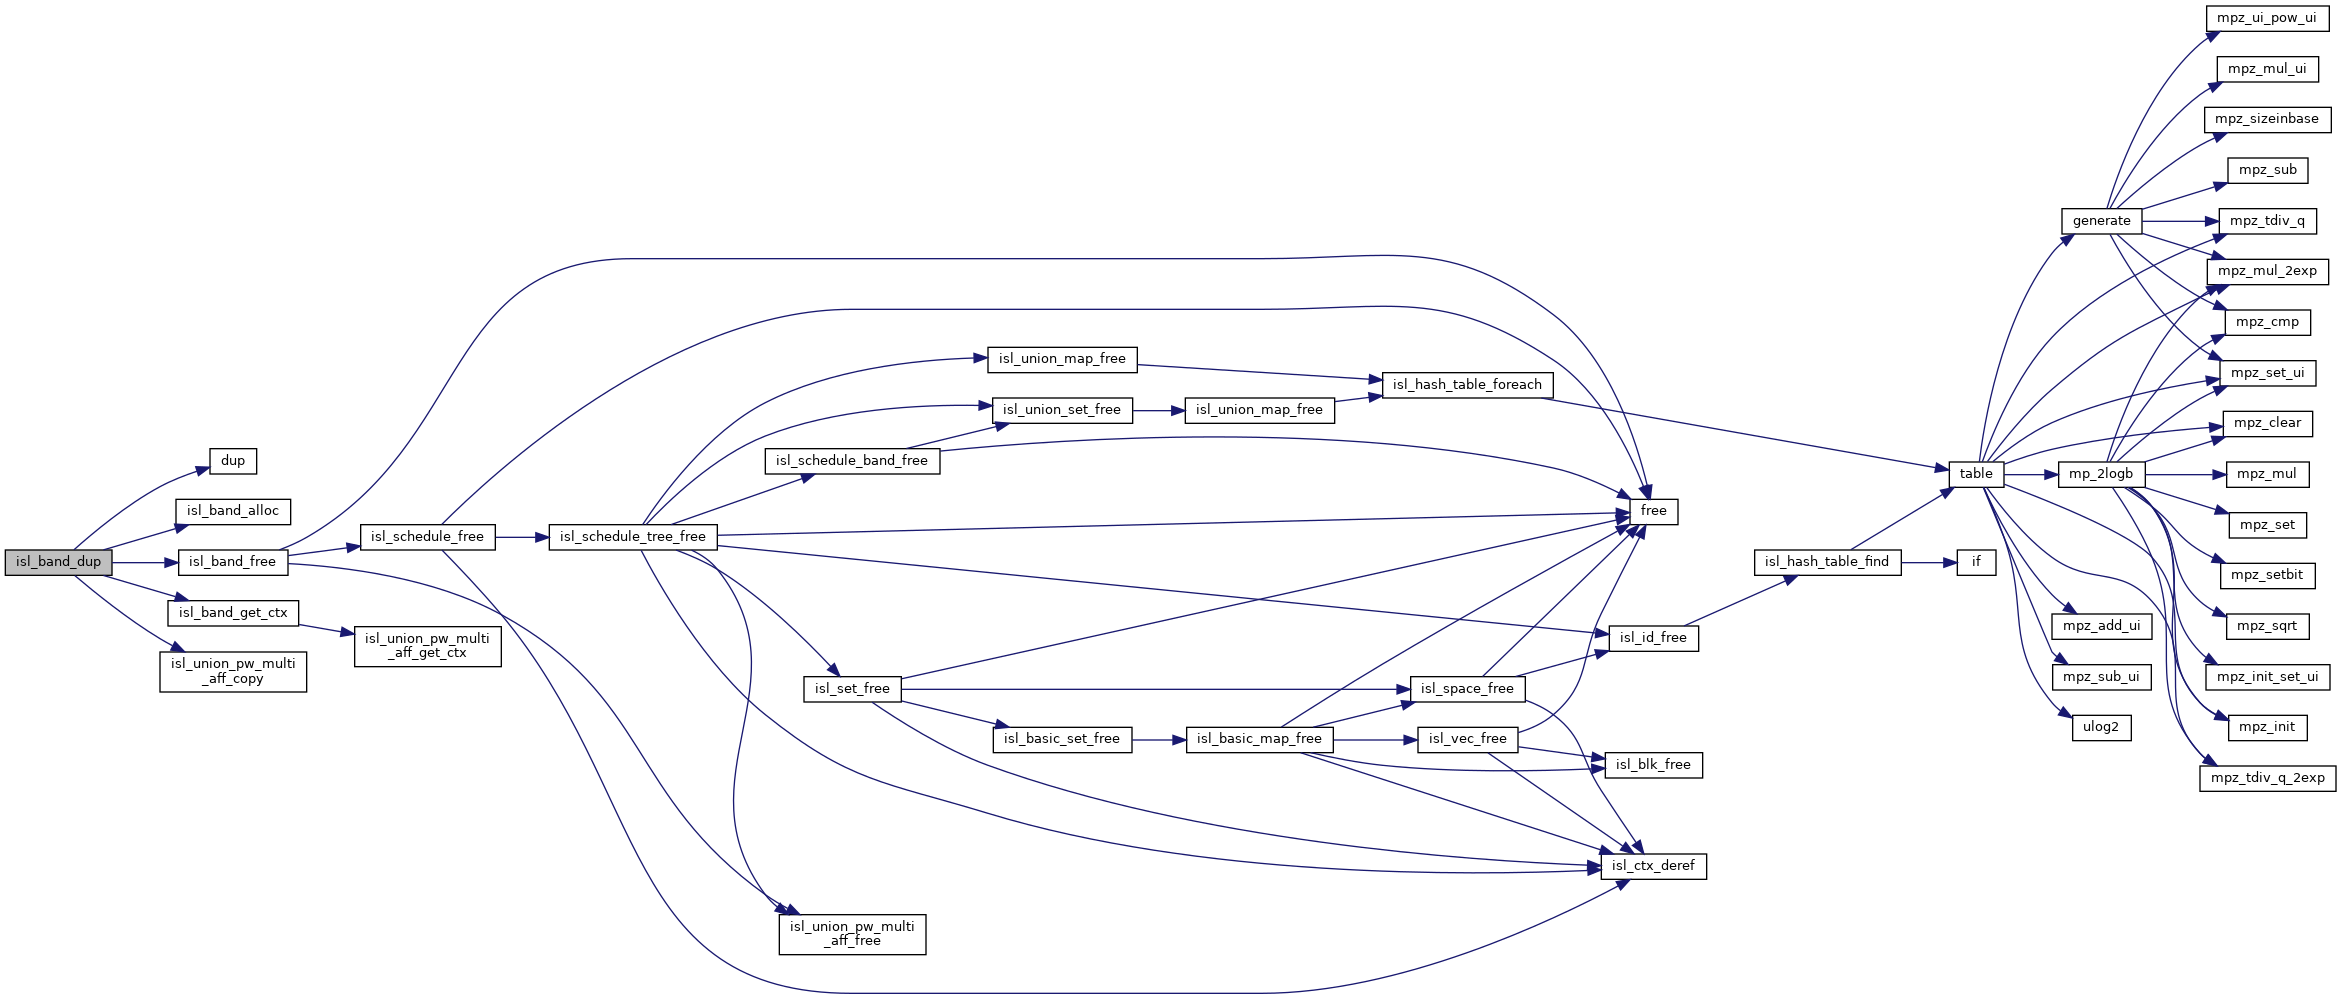 isl_band_dup
dup
isl_band_alloc
isl_band_free
isl_band_get_ctx
isl_union_pw_multi
_aff_copy
isl_schedule_free
isl_union_pw_multi
_aff_get_ctx
isl_schedule_tree_free
isl_schedule_band_free
isl_set_free
isl_union_pw_multi
_aff_free
isl_union_map_free
isl_union_set_free
isl_basic_set_free
isl_union_map_free
isl_basic_map_free
isl_hash_table_foreach
isl_space_free
isl_vec_free
free
isl_id_free
isl_blk_free
isl_ctx_deref
isl_hash_table_find
table
if
generate
mp_2logb
mpz_add_ui
mpz_sub_ui
ulog2
mpz_ui_pow_ui
mpz_mul_ui
mpz_sizeinbase
mpz_sub
mpz_tdiv_q
mpz_mul_2exp
mpz_cmp
mpz_set_ui
mpz_clear
mpz_mul
mpz_set
mpz_setbit
mpz_sqrt
mpz_init_set_ui
mpz_init
mpz_tdiv_q_2exp